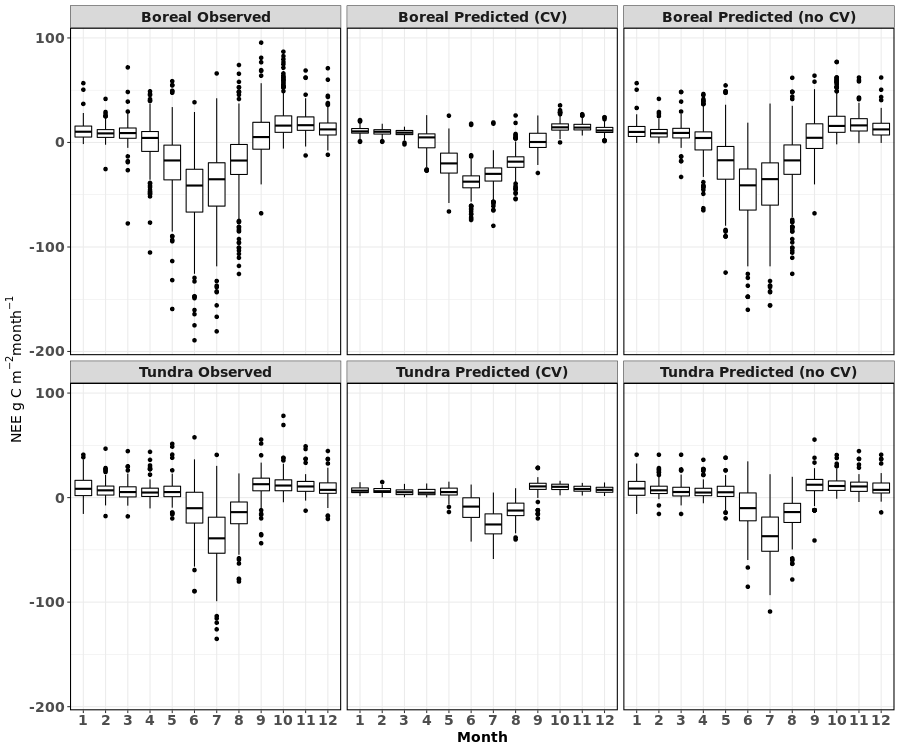 Boreal Observed Boreal Predicted (CV) Boreal Predicted (no CV)
100
0
-100
-200
Tundra Observed Tundra Predicted (CV) Tundra Predicted (no CV)
100
0
-100
-200
1 2 3 4 5 6 7 8 9 10 11 12 1 2 3 4 5 6 7 8 9 10 11 12 1 2 3 4 5 6 7 8 9 10 11 12
Month
NEE g C m⁻²month⁻¹